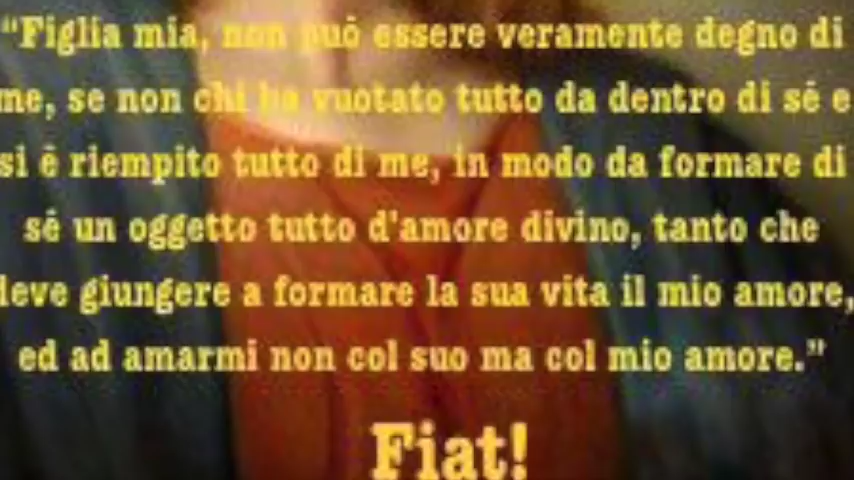 “Figlia mia, non può essere veramente degno di
me, se non chi ha vuotato tutto da dentro di sé e
si è riempito tutto di me, in modo da formare di
sé un oggetto tutto d'amore divino, tanto che
deve giungere a formare la sua vita il mio amore,
ed ad amarmi non col suo ma col mio amore.”
Fiat!